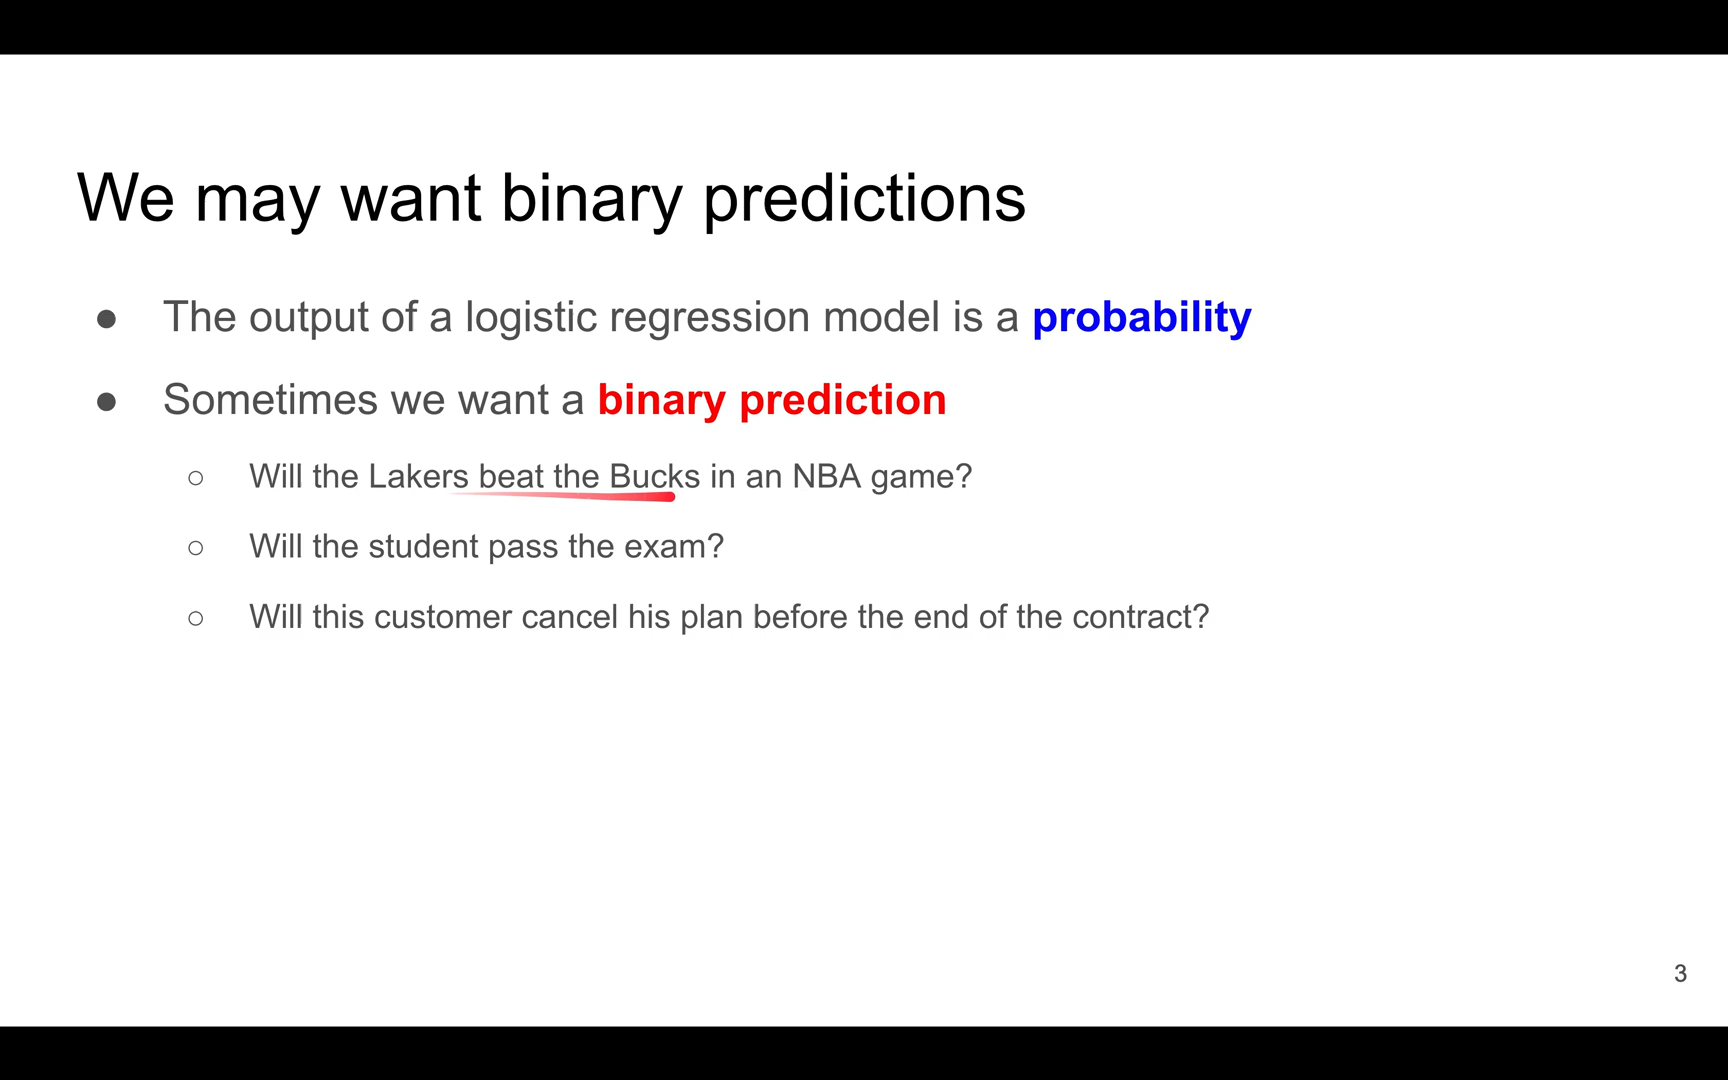 We may want binary predictions
● The output of a logistic regression model is a probability
● Sometimes we want a binary prediction
○ Will the Lakers beat the Bucks in an NBA game?
○ Will the student pass the exam?
○ Will this customer cancel his plan before the end of the contract?
3